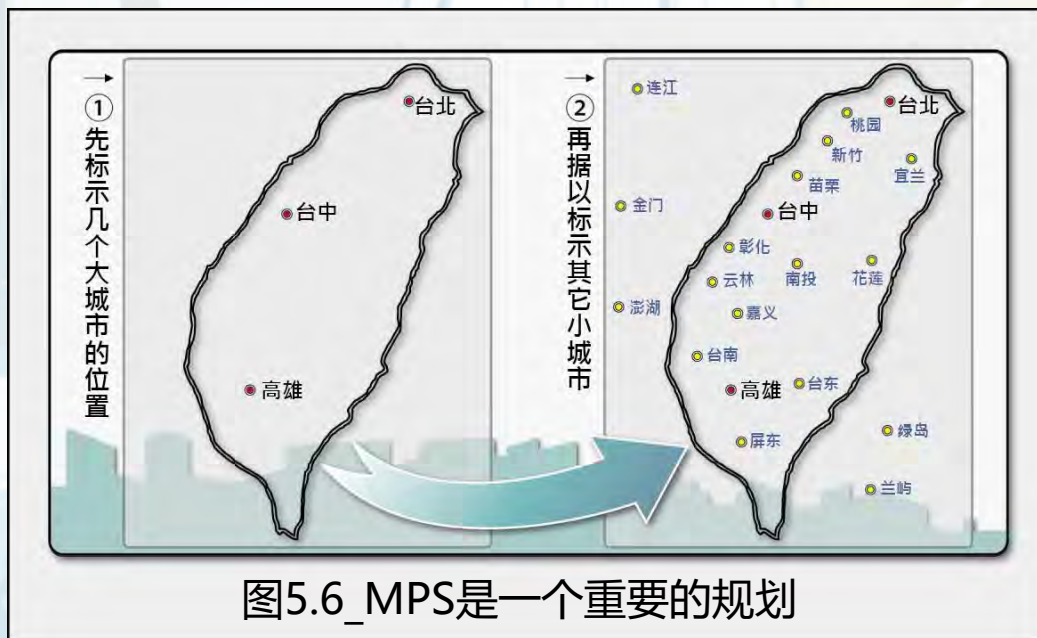 →
①先标示几个大城市的位置
台北
台中
高雄
→
②再据以标示其它小城市
连江
台北
桃园
新竹
宜兰
苗栗
金门
台中
彰化
云林
南投
花莲
澎湖
嘉义
台南
高雄
台东
屏东
绿岛
兰屿
图5.6_MPS是一个重要的规划